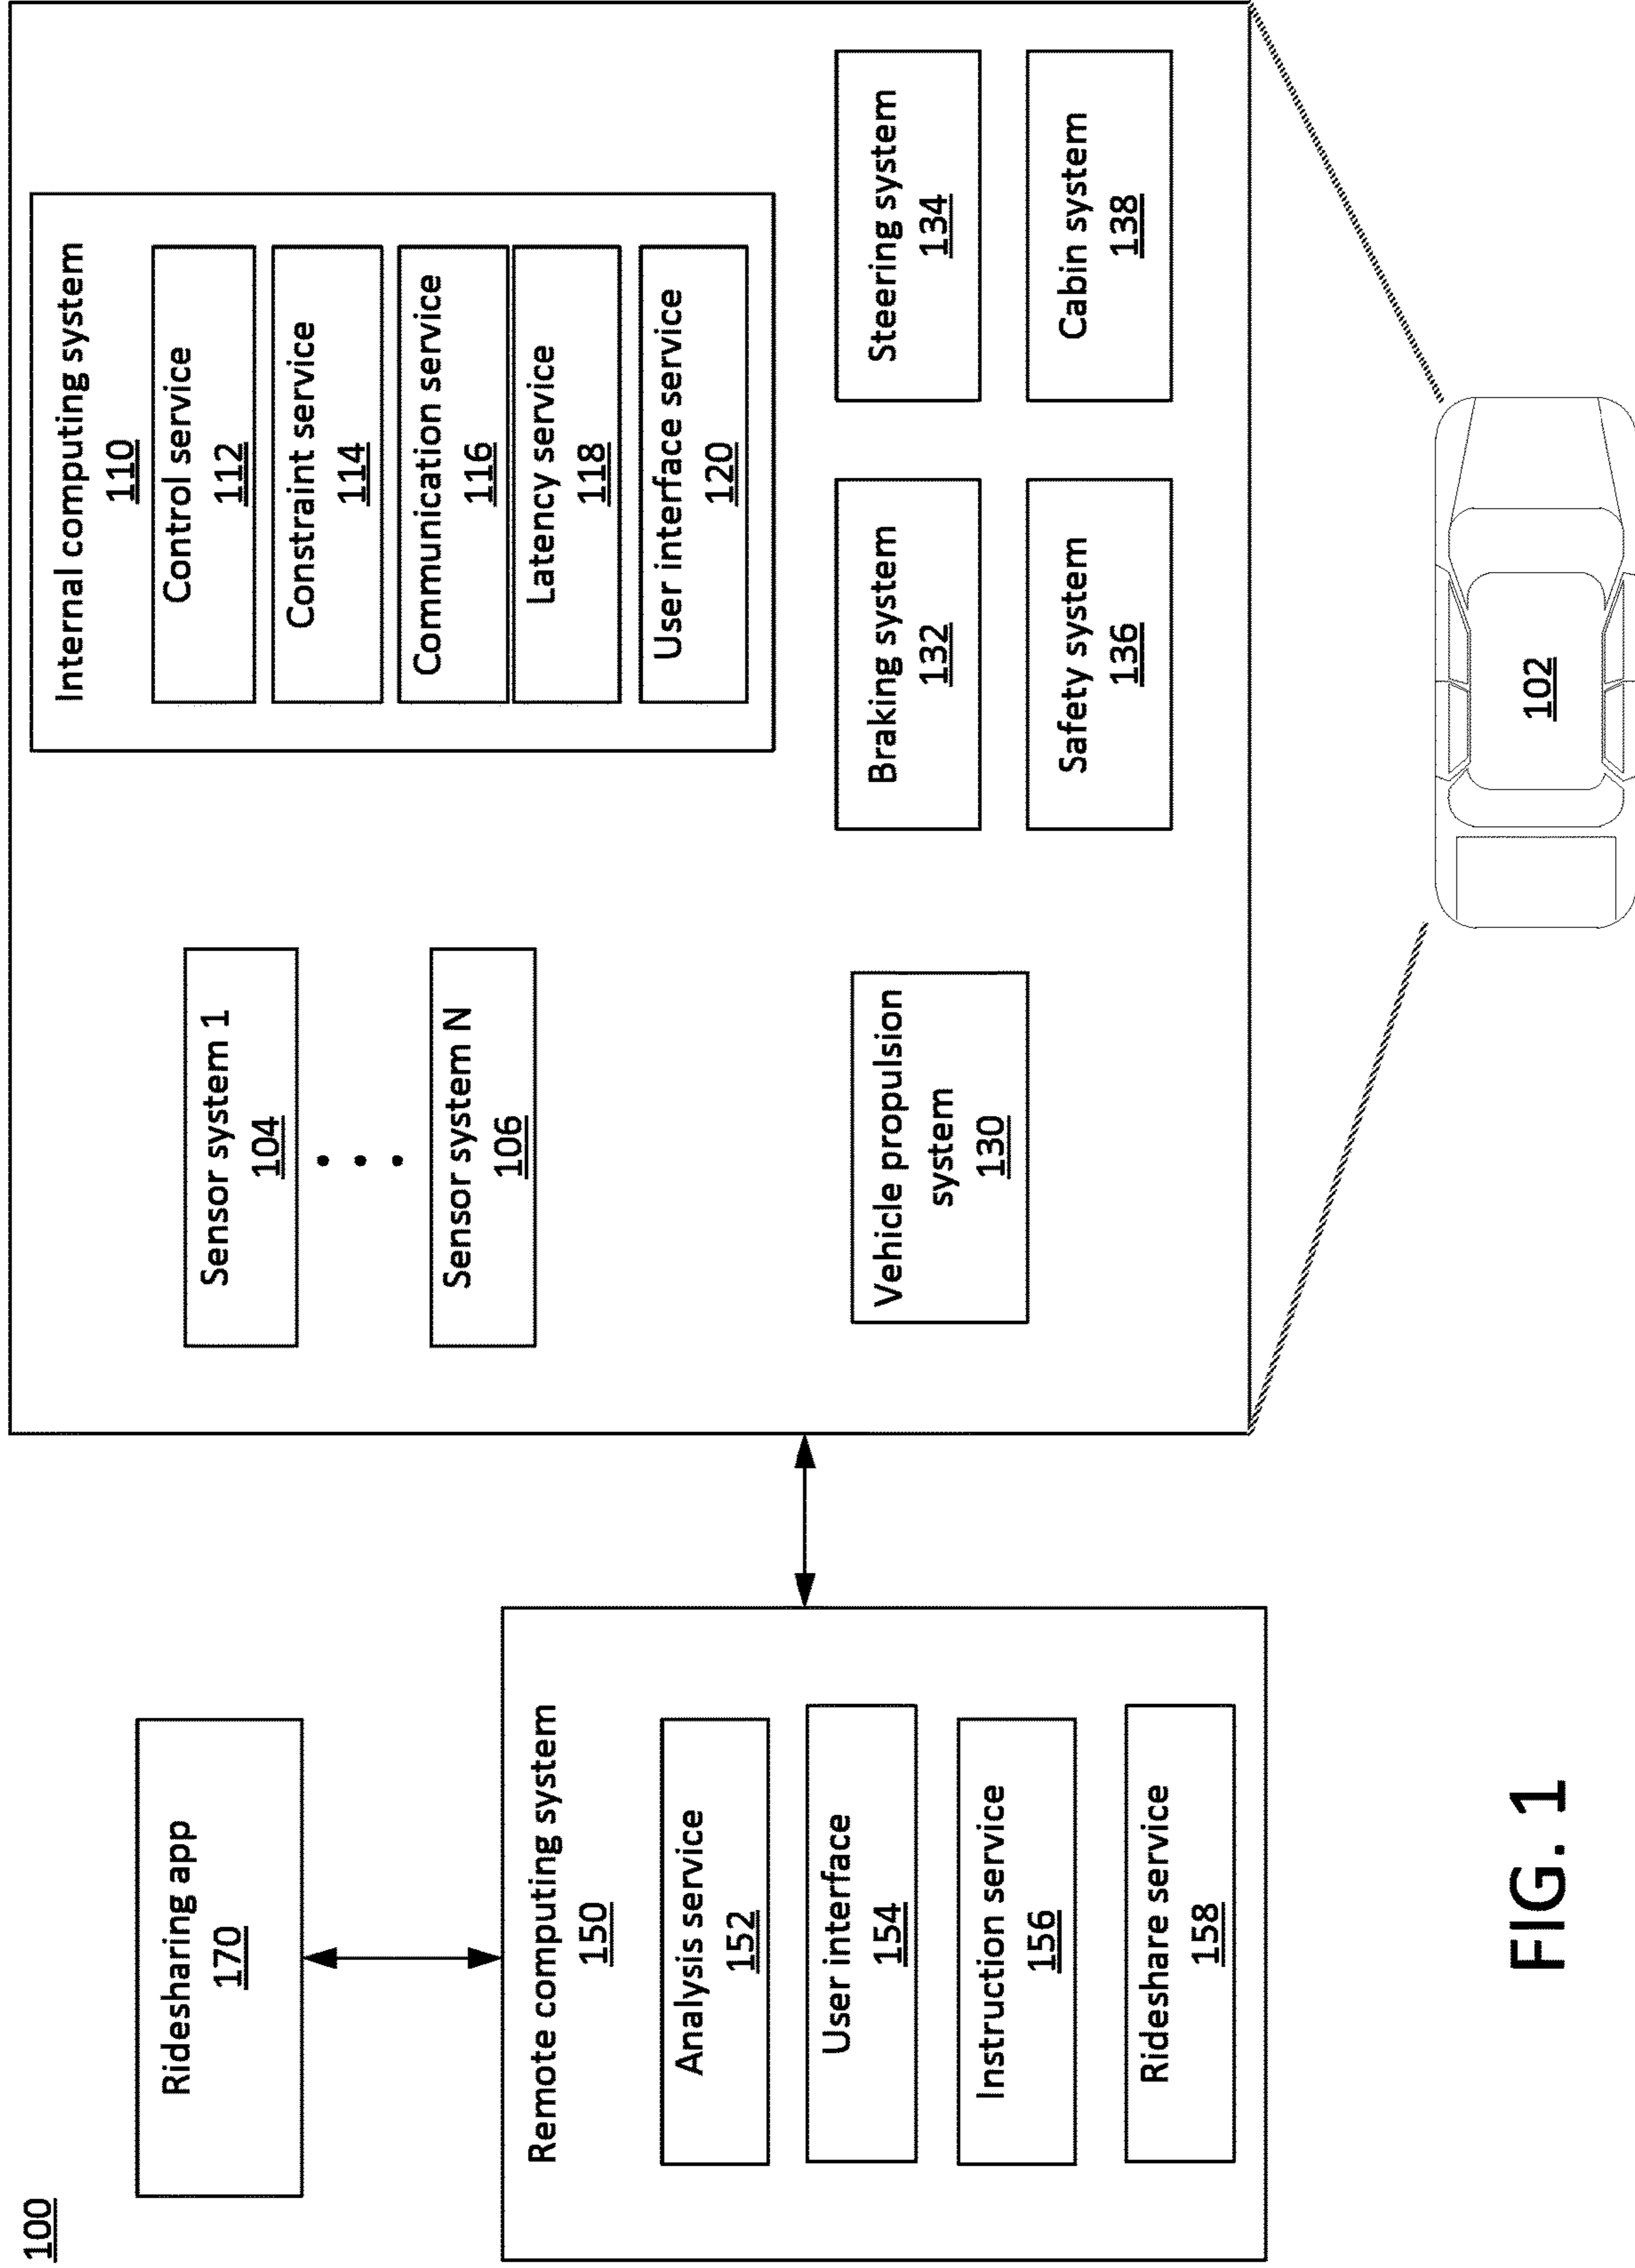 100
Ridesharing app
170
Remote computing system
150
Analysis service
152
User interface
154
Instruction service
156
Rideshare service
158
Sensor system 1
104
Sensor system N
106
Vehicle propulsion
system
130
Internal computing system
110
Control service
112
Constraint service
114
Communication service
116
Latency service
118
User interface service
120
Braking system
132
Steering system
134
Safety system
136
Cabin system
138
102
FIG. 1